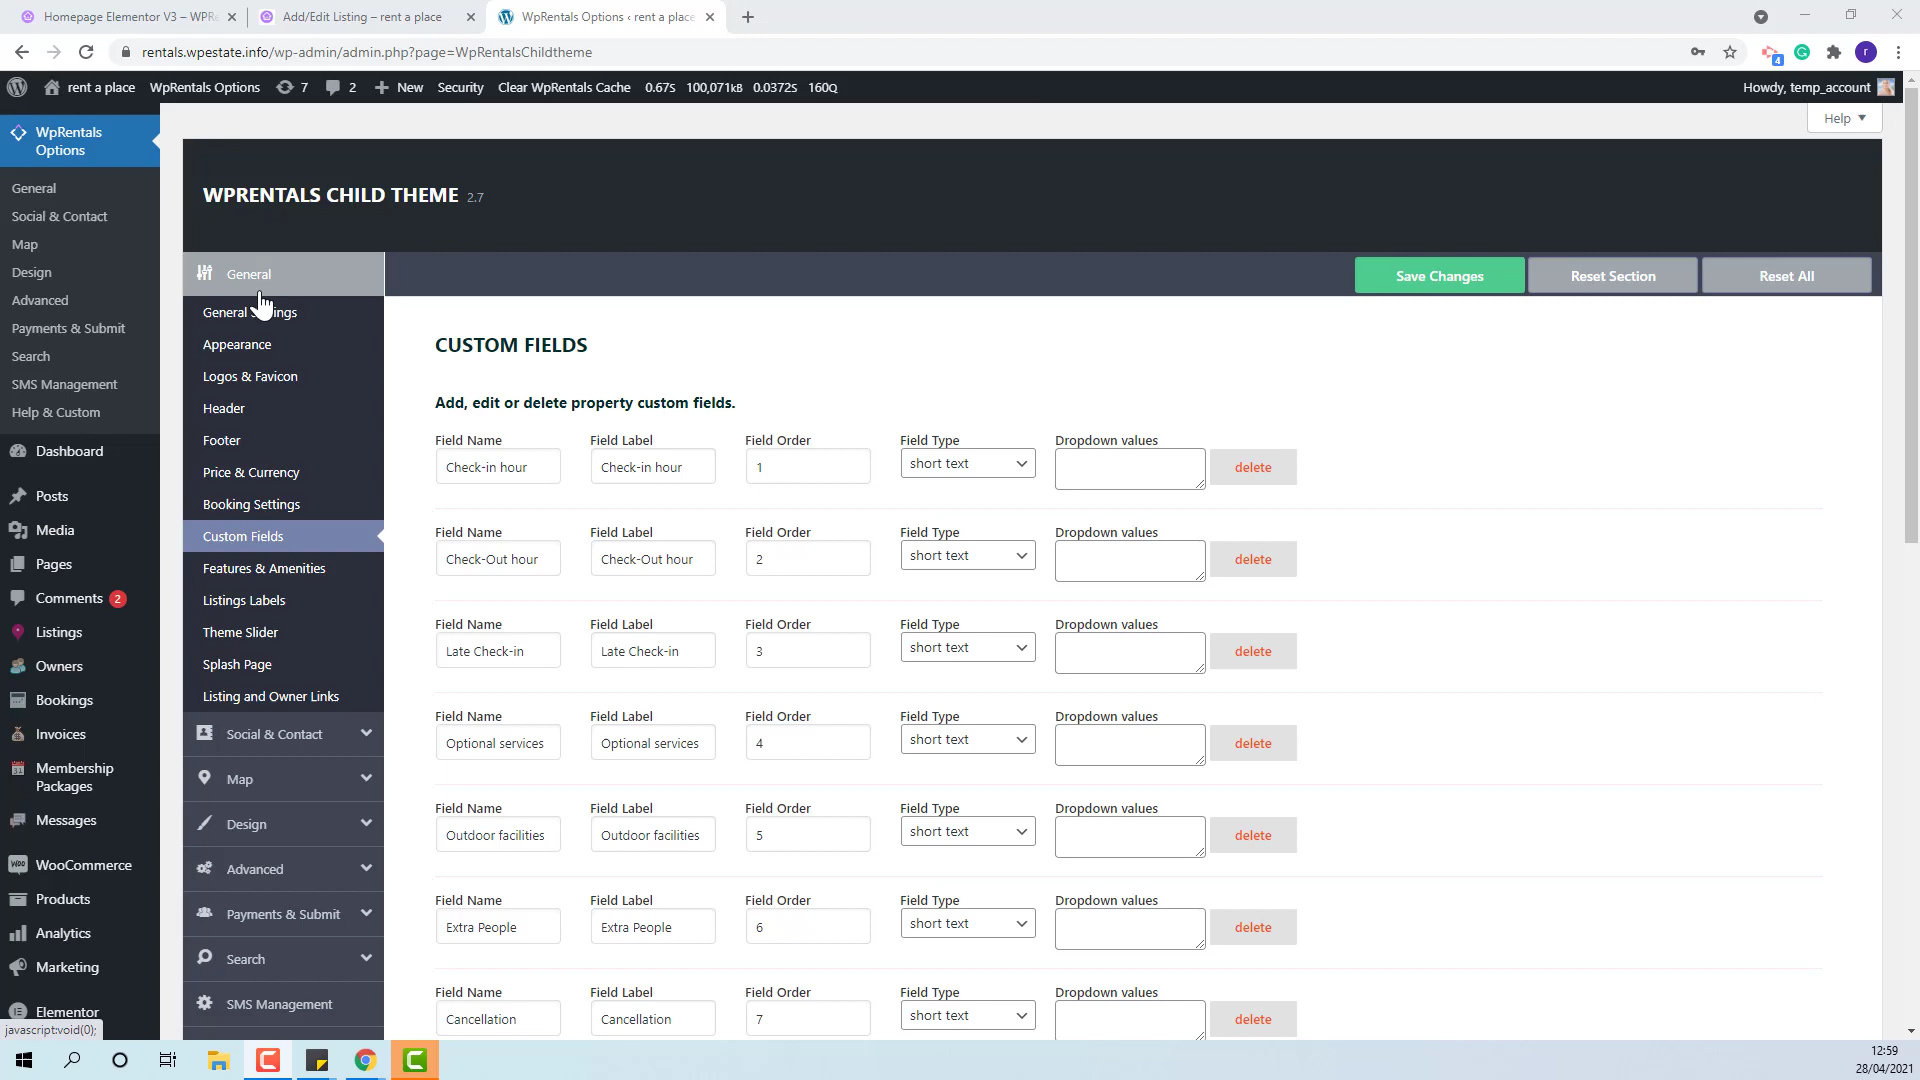 Homepage Elementor V3 – WPR
Add/Edit Listing – rent a place
WpRentals Options ‹ rent a place
rentals.wpestate.info/wp-admin/admin.php?page=WpRentalsChildtheme
4
r
rent a place
WpRentals Options
7
2
New
Security
Clear WpRentals Cache
0.67s
100,071kB
0.0372s
160Q
Howdy, temp_account
Help
WpRentals
Options
General
Social & Contact
Map
Design
Advanced
Payments & Submit
Search
SMS Management
Help & Custom
Dashboard
Posts
Media
Pages
Comments 2
Listings
Owners
Bookings
Invoices
Membership
Packages
Messages
WooCommerce
Products
Analytics
Marketing
Elementor
javascript:void(0);
WPRENTALS CHILD THEME 2.7
General
General Settings
Appearance
Logos & Favicon
Header
Footer
Price & Currency
Booking Settings
Custom Fields
Features & Amenities
Listings Labels
Theme Slider
Splash Page
Listing and Owner Links
Social & Contact
Map
Design
Advanced
Payments & Submit
Search
SMS Management
Save Changes
Reset Section
Reset All
CUSTOM FIELDS
Add, edit or delete property custom fields.
Field Name Field Label Field Order Field Type Dropdown values
Check-in hour Check-in hour 1 short text delete
Field Name Field Label Field Order Field Type Dropdown values
Check-Out hour Check-Out hour 2 short text delete
Field Name Field Label Field Order Field Type Dropdown values
Late Check-in Late Check-in 3 short text delete
Field Name Field Label Field Order Field Type Dropdown values
Optional services Optional services 4 short text delete
Field Name Field Label Field Order Field Type Dropdown values
Outdoor facilities Outdoor facilities 5 short text delete
Field Name Field Label Field Order Field Type Dropdown values
Extra People Extra People 6 short text delete
Field Name Field Label Field Order Field Type Dropdown values
Cancellation Cancellation 7 short text delete
12:59
28/04/2021